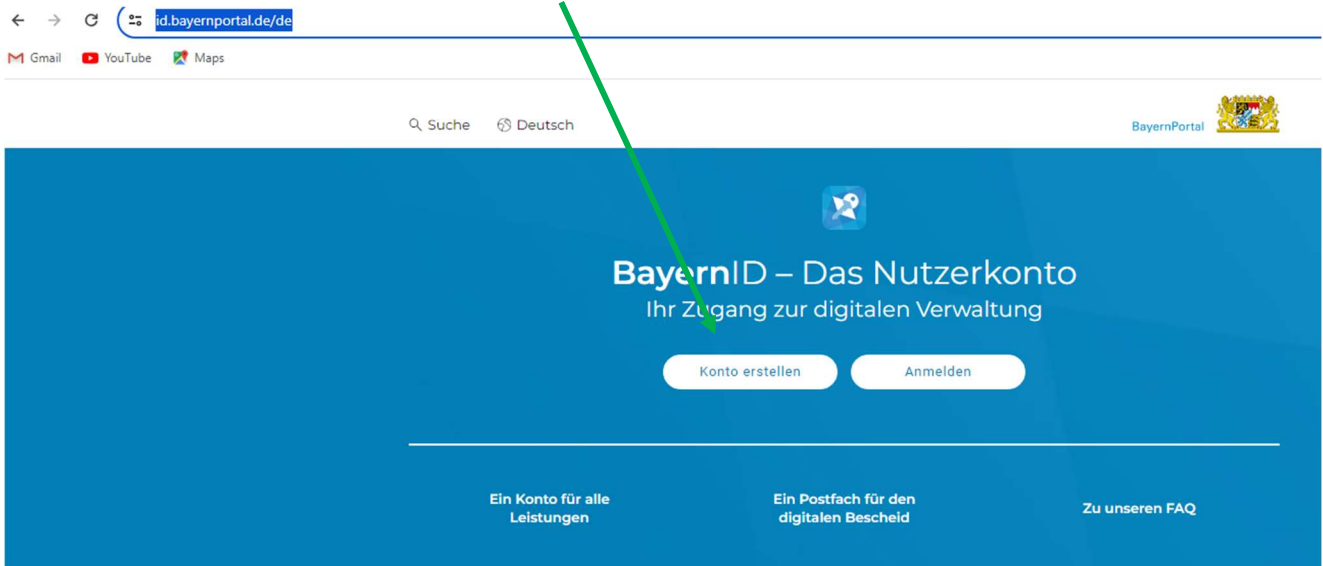 id.bayernportal.de/de
Gmail YouTube Maps
Suche Deutsch
BayernPortal
BayernID – Das Nutzerkonto
Ihr Zugang zur digitalen Verwaltung
Konto erstellen Anmelden
Ein Konto für alle
Leistungen
Ein Postfach für den
digitalen Bescheid
Zu unseren FAQ